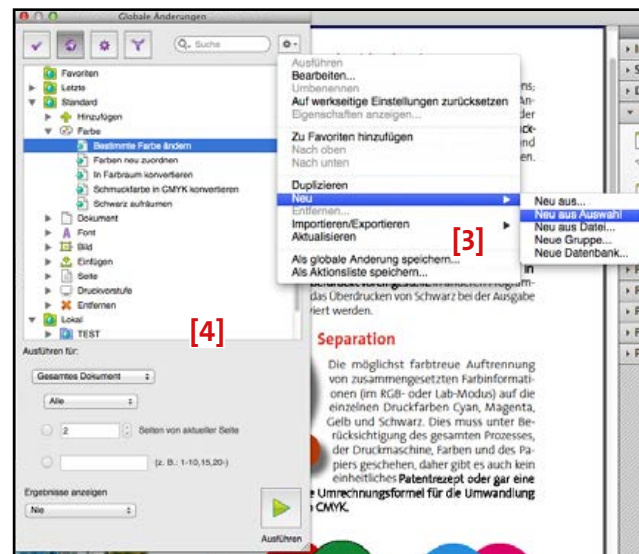 Globale Änderungen
Suche
Favoriten
Letzte
Standard
Hinzufügen
Farbe
Bestimmte Farbe ändern
Farben neu zuordnen
In Farbraum konvertieren
Schmuckfarbe in CMYK konvertieren
Schwarz aufräumen
Dokument
Font
Bild
Einfügen
Seite
Druckvorstufe
Entfernen
Lokal
TEST
[4]
Ausführen für:
Gesamtes Dokument
Alle
2 Seiten von aktueller Seite
(z. B.: 1-10,15,20-)
Ergebnisse anzeigen
Nie
Ausführen
Ausführen
Bearbeiten...
Umbenennen
Auf werkseitige Einstellungen zurücksetzen
Eigenschaften anzeigen...
Zu Favoriten hinzufügen
Nach oben
Nach unten
Duplizieren
Neu
Entfernen...
Importieren/Exportieren
Aktualisieren
Als globale Änderung speichern...
Als Aktionsliste speichern...
[3]
Neu aus...
Neu aus Auswahl
Neu aus Datei...
Neue Gruppe...
Neue Datenbank...
das Überdrucken von Schwarz bei der Ausgabe
viert werden.
Separation
Die möglichst farbtreue Auftrennung
von zusammengesetzten Farbinformati-
onen (im RGB- oder Lab-Modus) auf die
einzelnen Druckfarben Cyan, Magenta,
Gelb und Schwarz. Dies muss unter Be-
rücksichtigung des gesamten Prozesses,
der Druckmaschine, Farben und des Pa-
piers geschehen, daher gibt es auch kein
einheitliches Patentrezept oder gar eine
e Umrechnungsformel für die Umwandlung
CMYK.